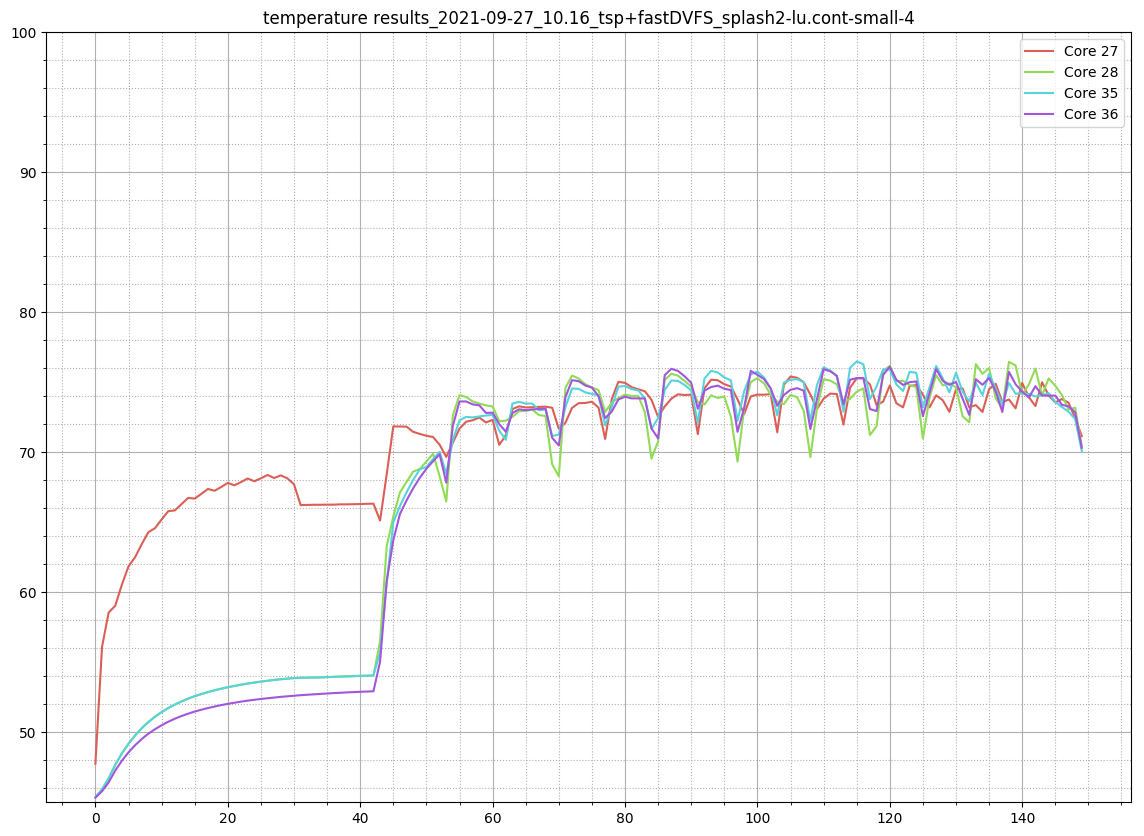 temperature results_2021-09-27_10.16_tsp+fastDVFS_splash2-lu.cont-small-4
100
90
80
70
60
50
0 20 40 60 80 100 120 140
Core 27
Core 28
Core 35
Core 36